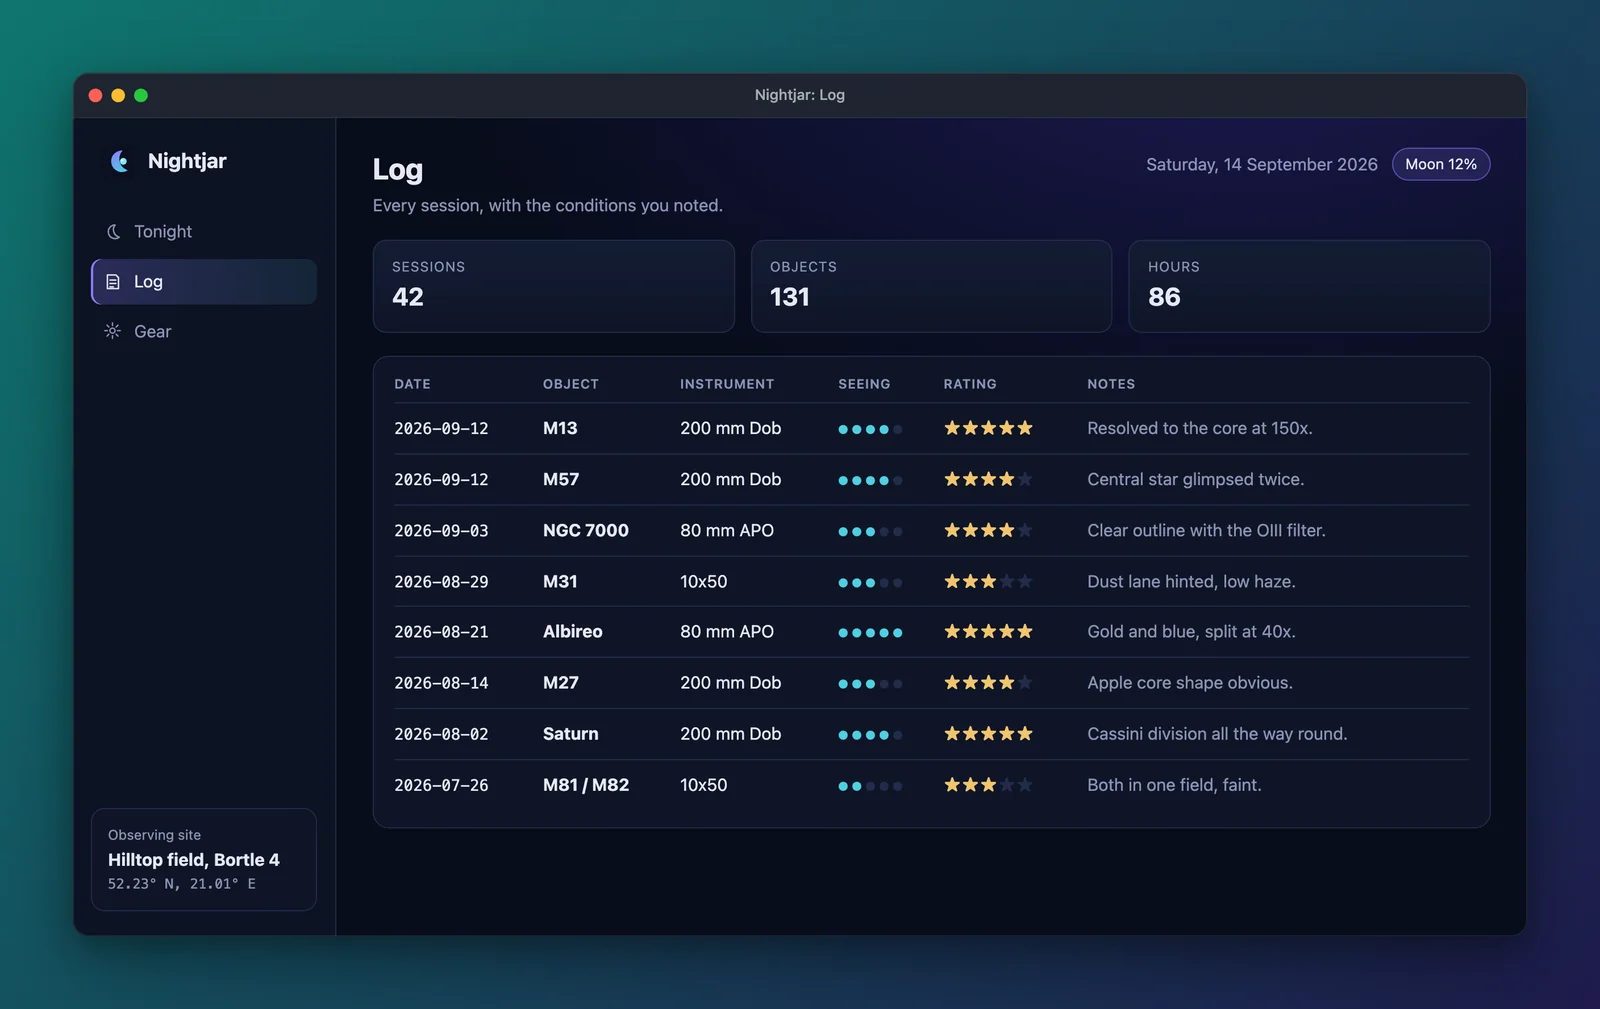 Nightjar: Log
Nightjar
Tonight
Log
Gear
Observing site
Hilltop field, Bortle 4
52.23° N, 21.01° E
Log
Every session, with the conditions you noted.
Saturday, 14 September 2026
Moon 12%
SESSIONS
42
OBJECTS
131
HOURS
86
DATE OBJECT INSTRUMENT SEEING RATING NOTES
2026-09-12 M13 200 mm Dob Resolved to the core at 150x.
2026-09-12 M57 200 mm Dob Central star glimpsed twice.
2026-09-03 NGC 7000 80 mm APO Clear outline with the OIII filter.
2026-08-29 M31 10x50 Dust lane hinted, low haze.
2026-08-21 Albireo 80 mm APO Gold and blue, split at 40x.
2026-08-14 M27 200 mm Dob Apple core shape obvious.
2026-08-02 Saturn 200 mm Dob Cassini division all the way round.
2026-07-26 M81 / M82 10x50 Both in one field, faint.